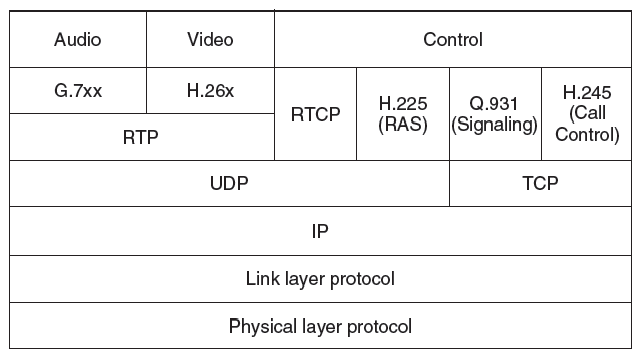 Audio
Video
Control
G.7xx
H.26x
RTCP
H.225
(RAS)
Q.931
(Signaling)
H.245
(Call
Control)
RTP
UDP
TCP
IP
Link layer protocol
Physical layer protocol